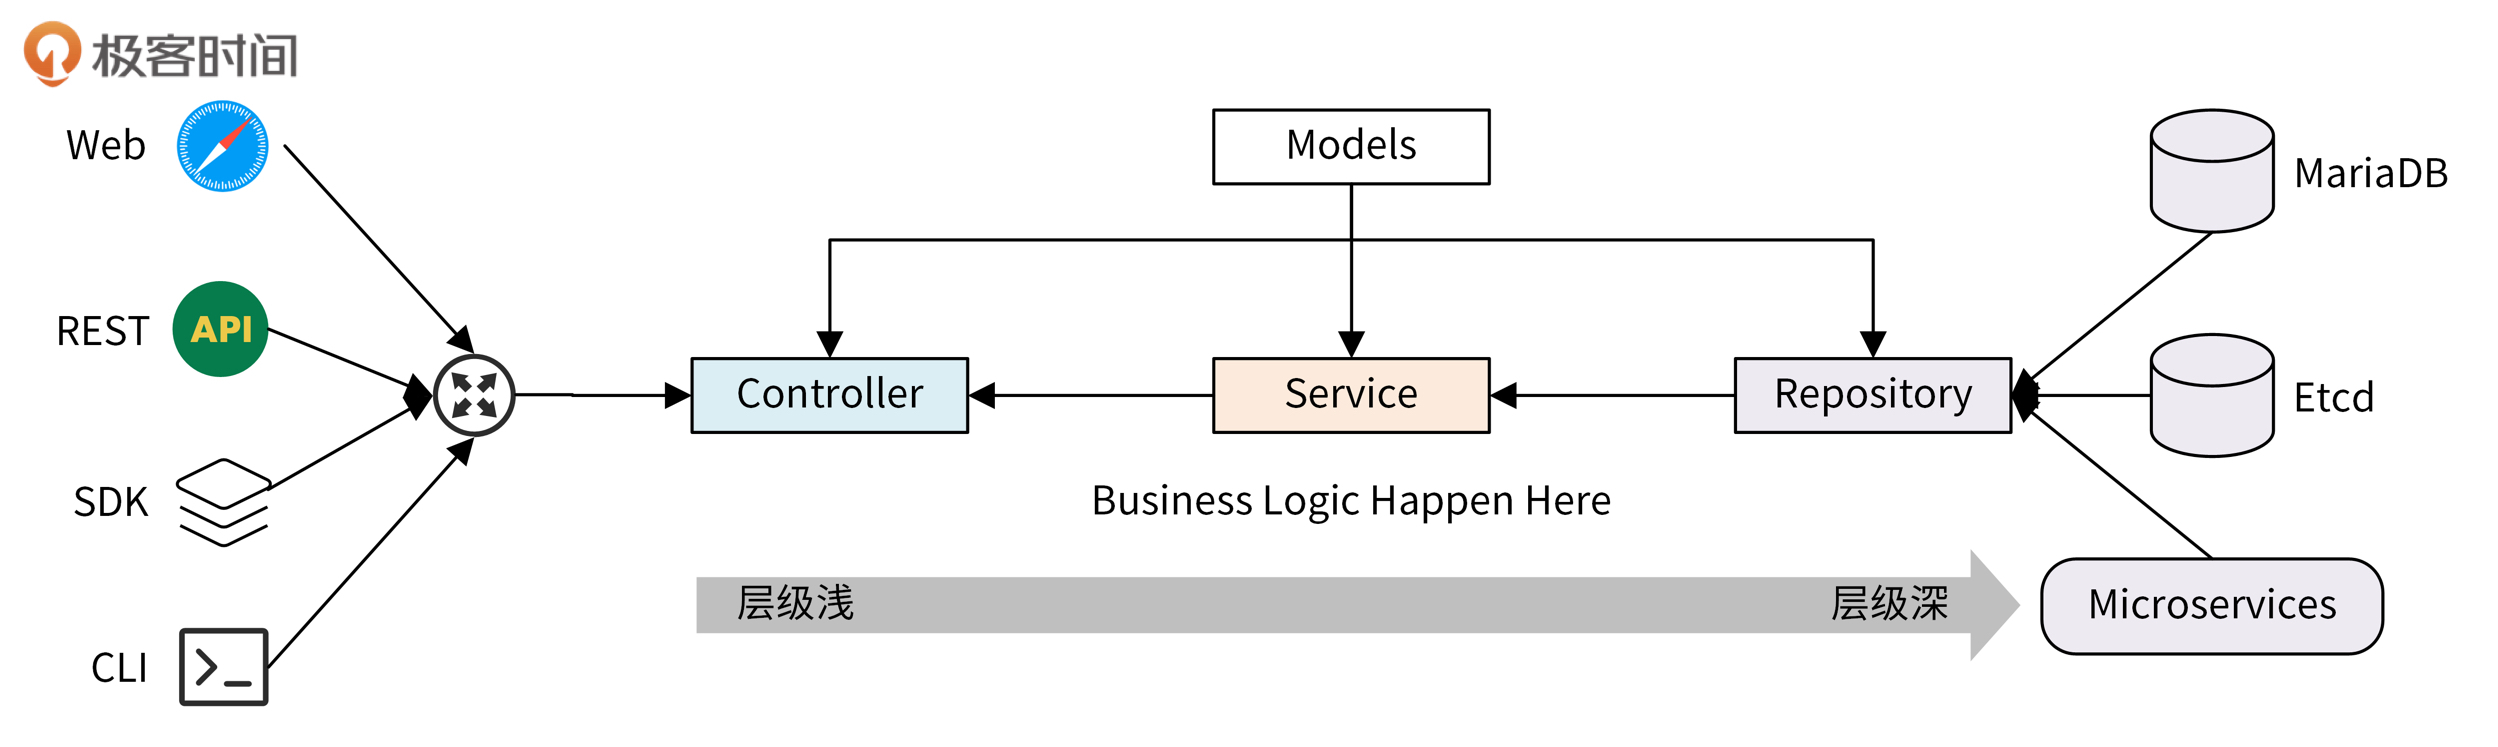 极客时间
Web
REST
API
SDK
CLI
Models
Controller
Service
Repository
Business Logic Happen Here
层级浅
层级深
MariaDB
Etcd
Microservices